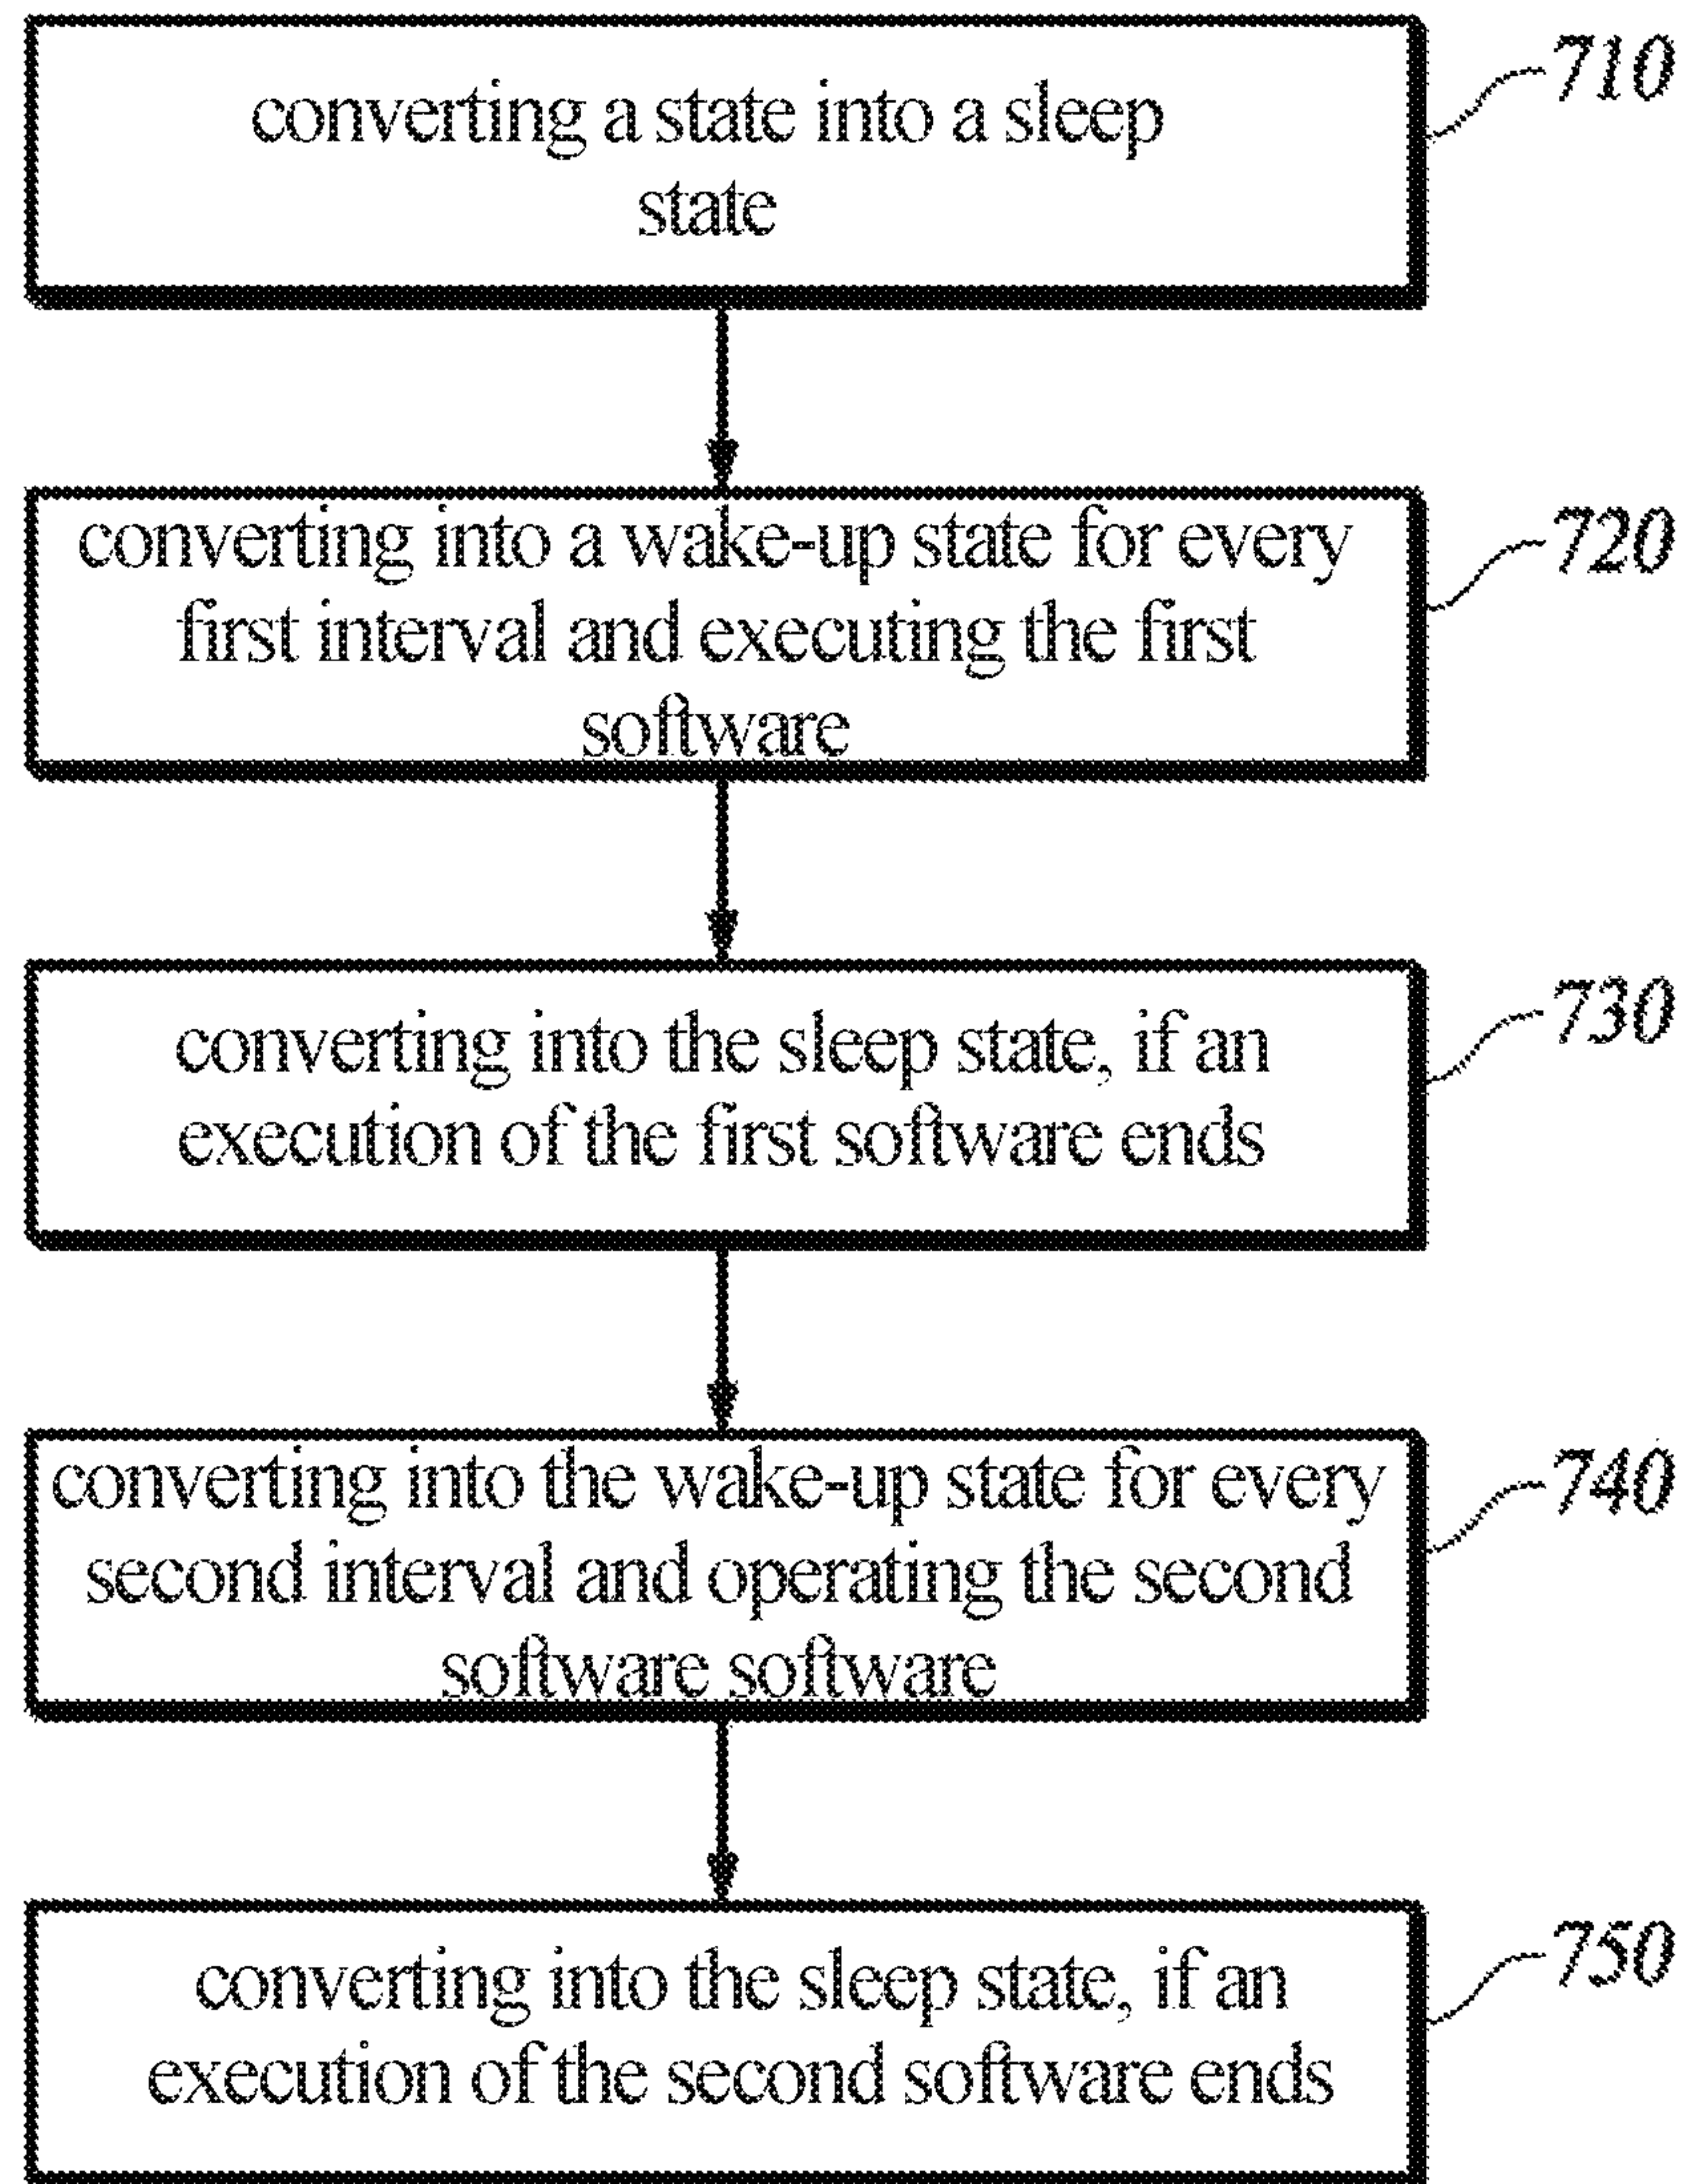 converting a state into a sleep
state
710
converting into a wake-up state for every
first interval and executing the first
software
720
converting into the sleep state, if an
execution of the first software ends
730
converting into the wake-up state for every
second interval and operating the second
software software
740
converting into the sleep state, if an
execution of the second software ends
750